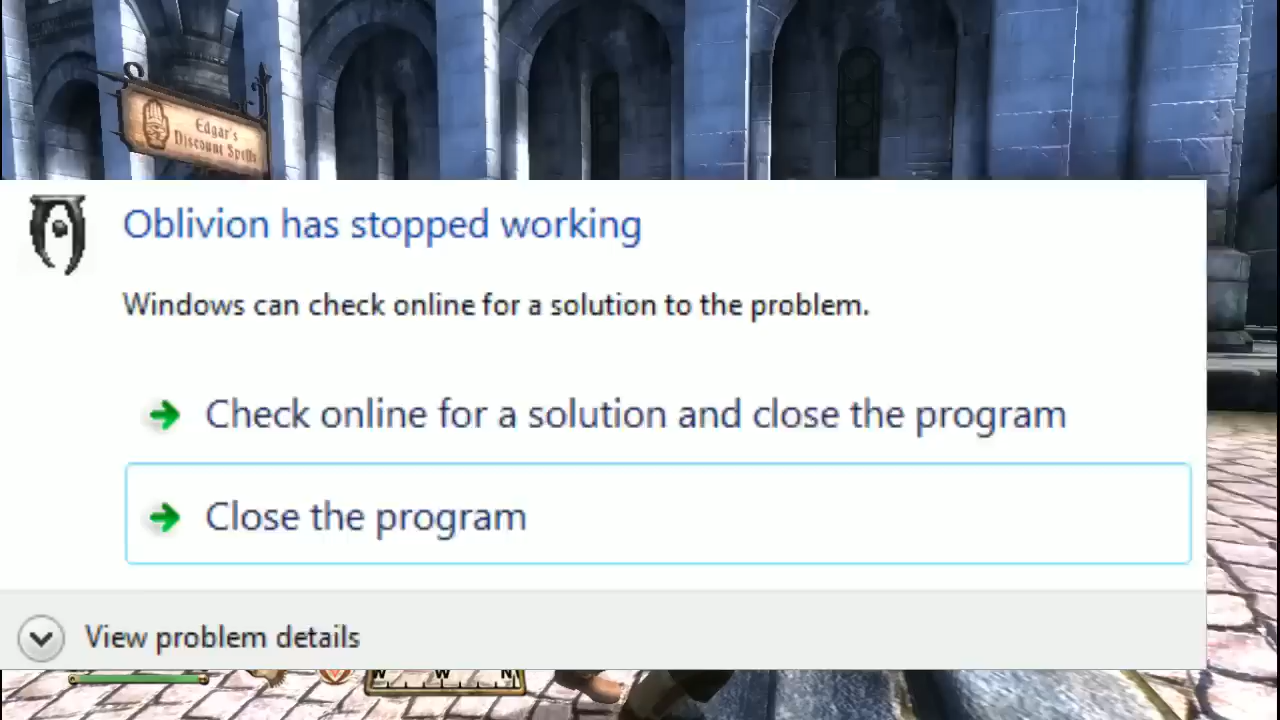 Edgar's
Discount Spells
Oblivion has stopped working
Windows can check online for a solution to the problem.
Check online for a solution and close the program
Close the program
View problem details
W W N